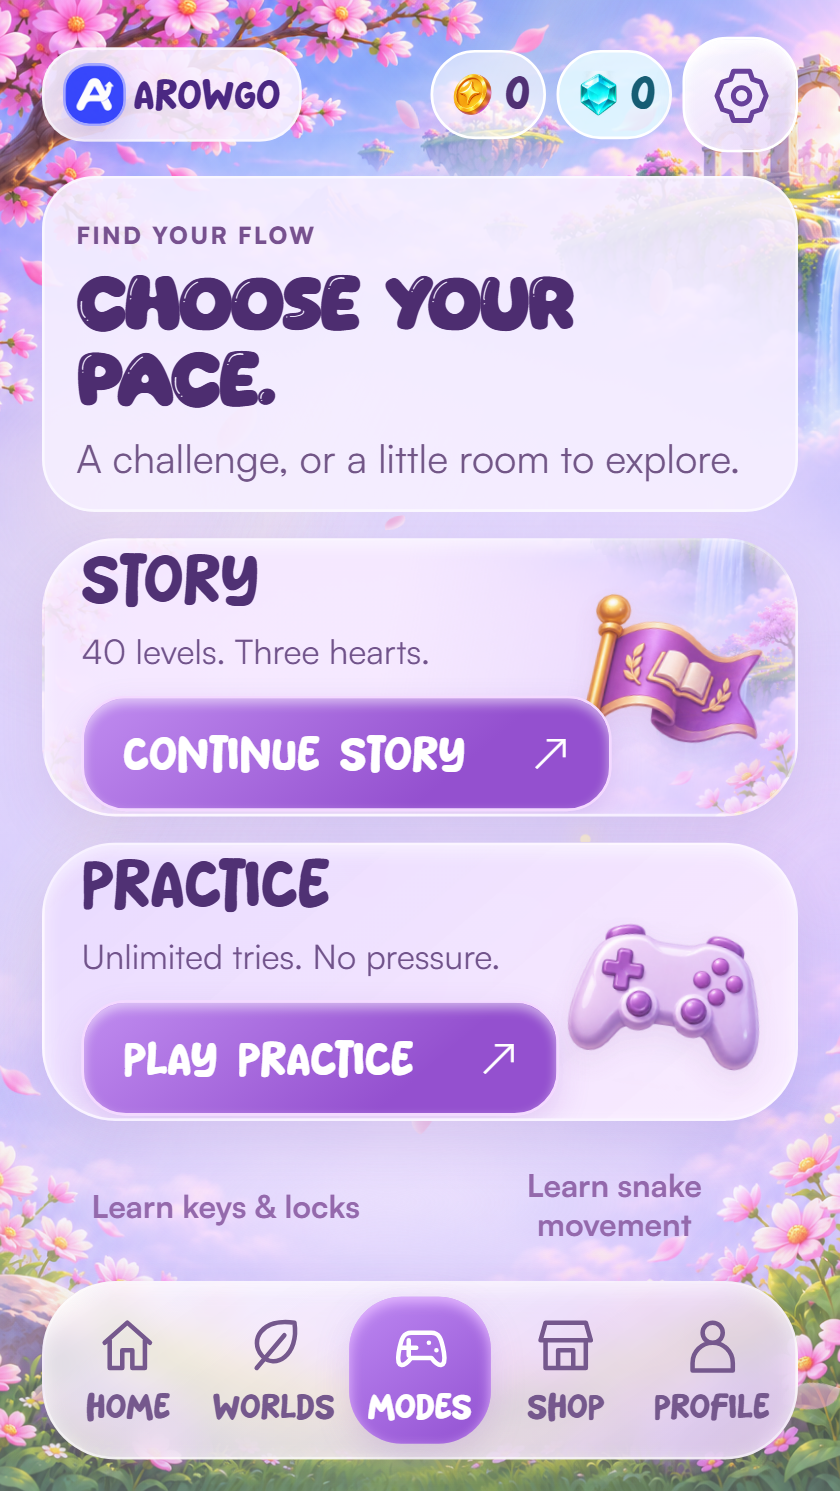 AROWGO
0
0
FIND YOUR FLOW
CHOOSE YOUR
PACE.
A challenge, or a little room to explore.
STORY
40 levels. Three hearts.
CONTINUE STORY
PRACTICE
Unlimited tries. No pressure.
PLAY PRACTICE
Learn keys & locks
Learn snake
movement
HOME
WORLDS
MODES
SHOP
PROFILE